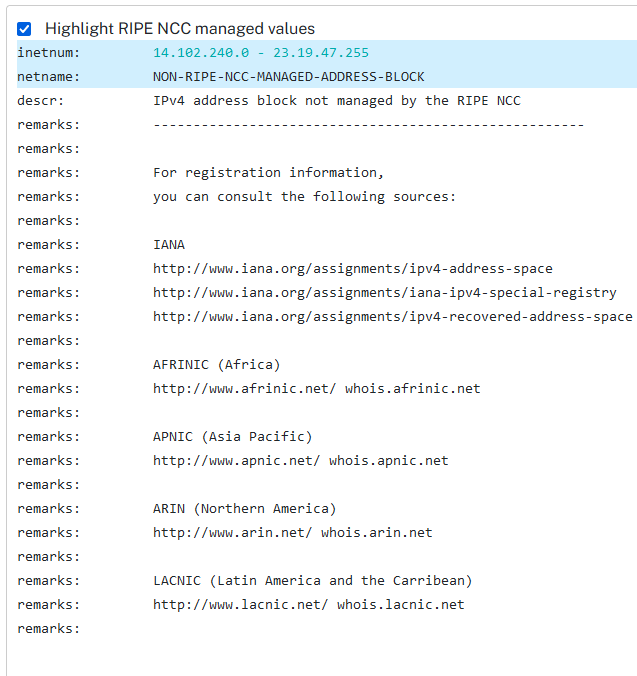 Highlight RIPE NCC managed values
inetnum: 14.102.240.0 - 23.19.47.255
netname: NON-RIPE-NCC-MANAGED-ADDRESS-BLOCK
descr: IPv4 address block not managed by the RIPE NCC
remarks: ------------------------------------------------------
remarks:
remarks: For registration information,
remarks: you can consult the following sources:
remarks:
remarks: IANA
remarks: http://www.iana.org/assignments/ipv4-address-space
remarks: http://www.iana.org/assignments/iana-ipv4-special-registry
remarks: http://www.iana.org/assignments/ipv4-recovered-address-space
remarks:
remarks: AFRINIC (Africa)
remarks: http://www.afrinic.net/ whois.afrinic.net
remarks:
remarks: APNIC (Asia Pacific)
remarks: http://www.apnic.net/ whois.apnic.net
remarks:
remarks: ARIN (Northern America)
remarks: http://www.arin.net/ whois.arin.net
remarks:
remarks: LACNIC (Latin America and the Carribean)
remarks: http://www.lacnic.net/ whois.lacnic.net
remarks: